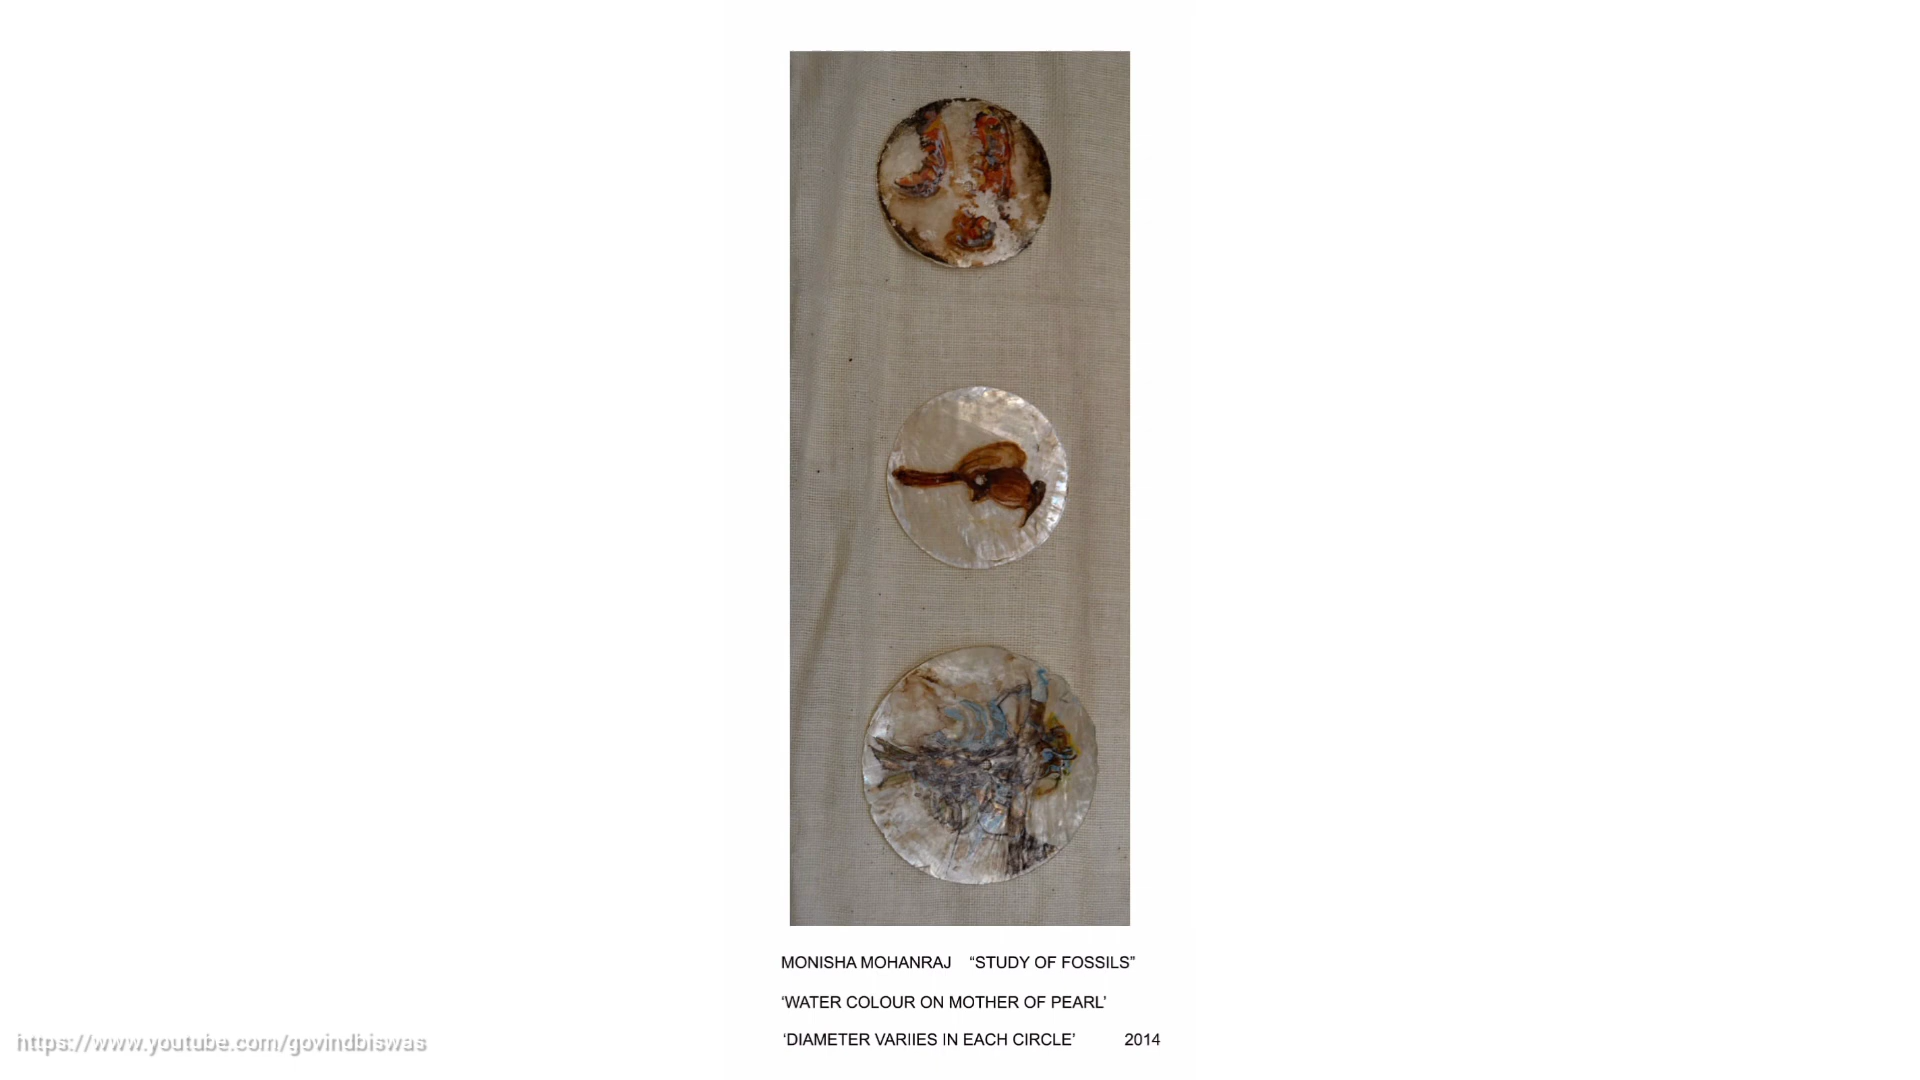 MONISHA MOHANRAJ “STUDY OF FOSSILS”
‘WATER COLOUR ON MOTHER OF PEARL’
‘DIAMETER VARIIES IN EACH CIRCLE’ 2014
https://www.youtube.com/govindbiswas